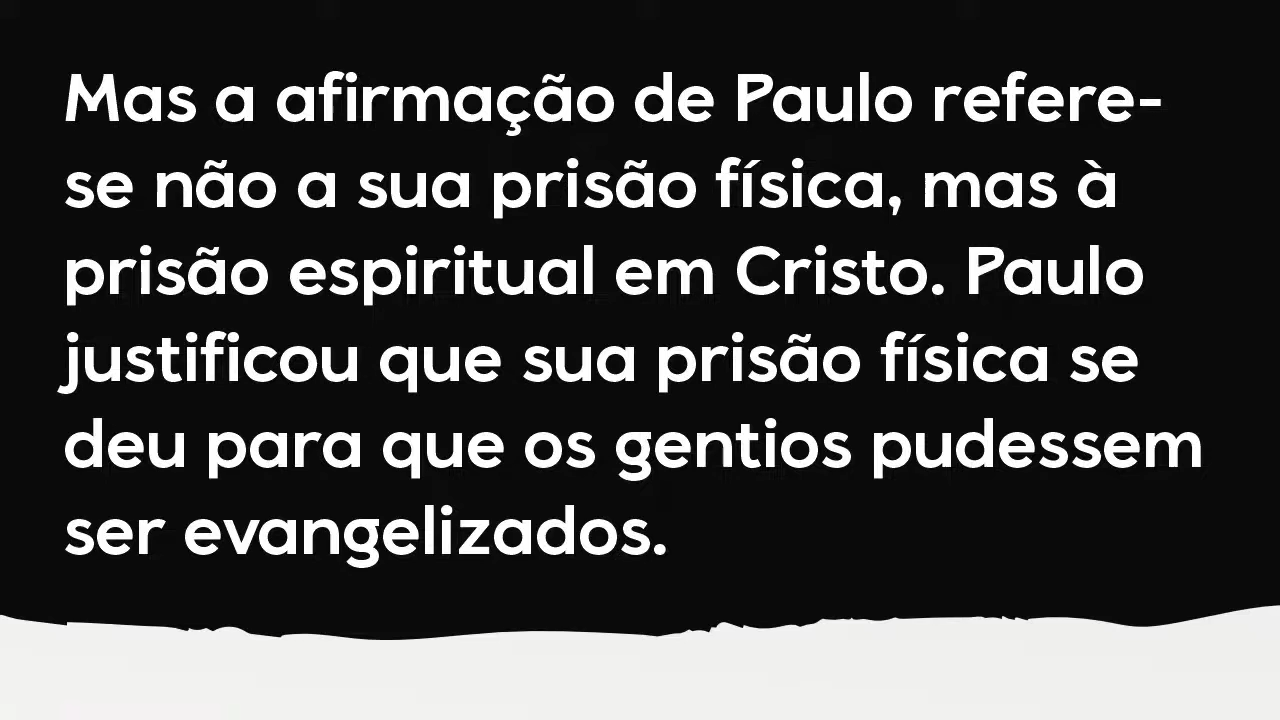 Mas a afirmação de Paulo refere-
se não a sua prisão física, mas à
prisão espiritual em Cristo. Paulo
justificou que sua prisão física se
deu para que os gentios pudessem
ser evangelizados.